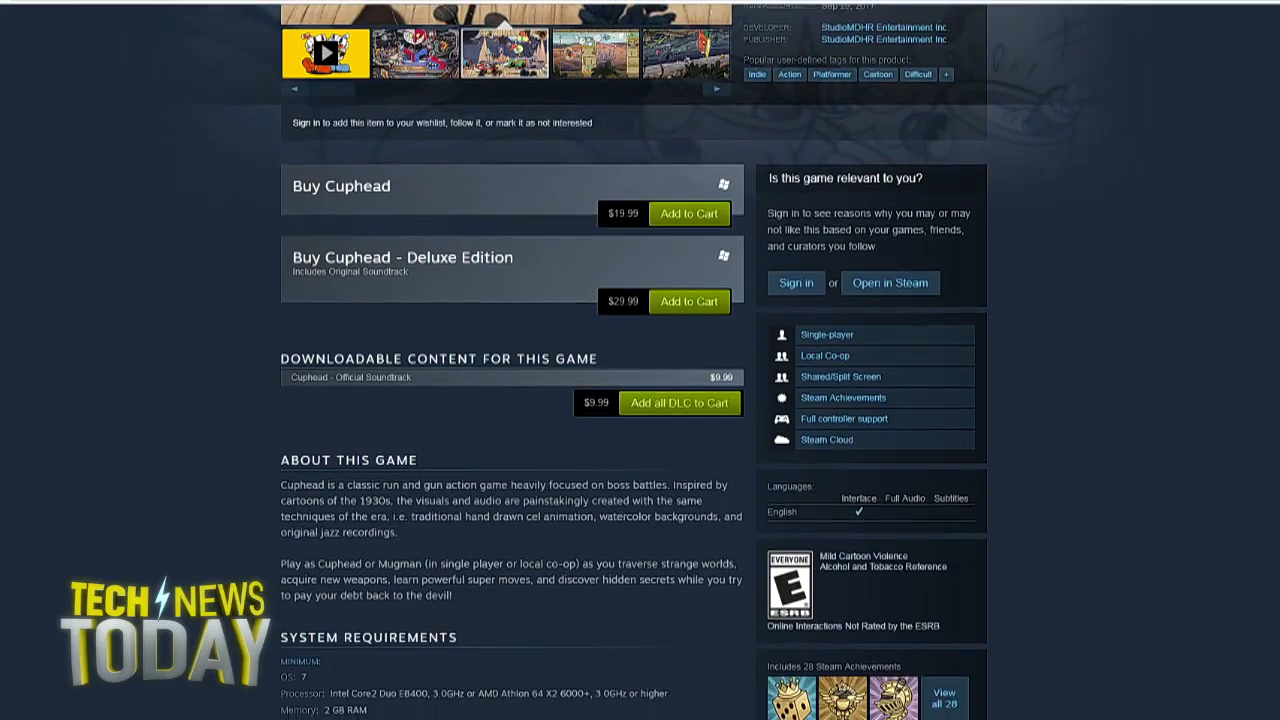 DEVELOPER: StudioMDHR Entertainment Inc.
PUBLISHER: StudioMDHR Entertainment Inc.
Popular user-defined tags for this product:
Indie Action Platformer Cartoon Difficult +
Sign in to add this item to your wishlist, follow it, or mark it as not interested
Buy Cuphead
$19.99 Add to Cart
Buy Cuphead - Deluxe Edition
Includes Original Soundtrack
$29.99 Add to Cart
DOWNLOADABLE CONTENT FOR THIS GAME
Cuphead - Official Soundtrack $9.99
$9.99 Add all DLC to Cart
ABOUT THIS GAME
Cuphead is a classic run and gun action game heavily focused on boss battles. Inspired by
cartoons of the 1930s, the visuals and audio are painstakingly created with the same
techniques of the era, i.e. traditional hand drawn cel animation, watercolor backgrounds, and
original jazz recordings.
Play as Cuphead or Mugman (in single player or local co-op) as you traverse strange worlds,
acquire new weapons, learn powerful super moves, and discover hidden secrets while you try
to pay your debt back to the devil!
SYSTEM REQUIREMENTS
MINIMUM:
OS: 7
Processor: Intel Core2 Duo E8400, 3.0GHz or AMD Athlon 64 X2 6000+, 3.0GHz or higher
Memory: 2 GB RAM
Is this game relevant to you?
Sign in to see reasons why you may or may
not like this based on your games, friends,
and curators you follow.
Sign in or Open in Steam
Single-player
Local Co-op
Shared/Split Screen
Steam Achievements
Full controller support
Steam Cloud
Languages:
Interface Full Audio Subtitles
English ✓
EVERYONE
E
ESRB
Mild Cartoon Violence
Alcohol and Tobacco Reference
Online Interactions Not Rated by the ESRB
Includes 28 Steam Achievements
View
all 28
TECH NEWS
TODAY